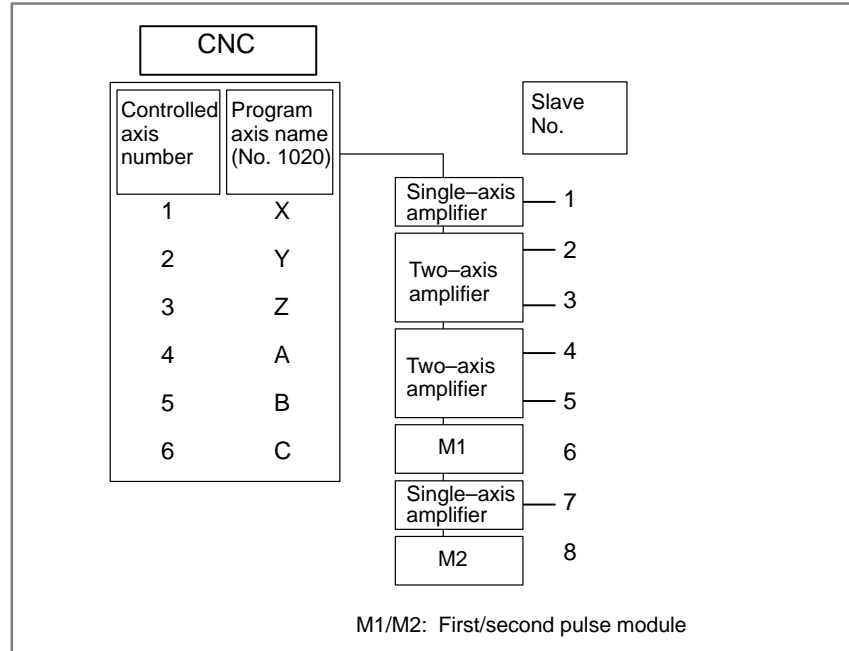 CNC
Controlled
axis
number
Program
axis name
(No. 1020)
Slave
No.
1 X
2 Y
3 Z
4 A
5 B
6 C
Single–axis
amplifier
1
Two–axis
amplifier
2
3
Two–axis
amplifier
4
5
M1
6
Single–axis
amplifier
7
M2
8
M1/M2: First/second pulse module